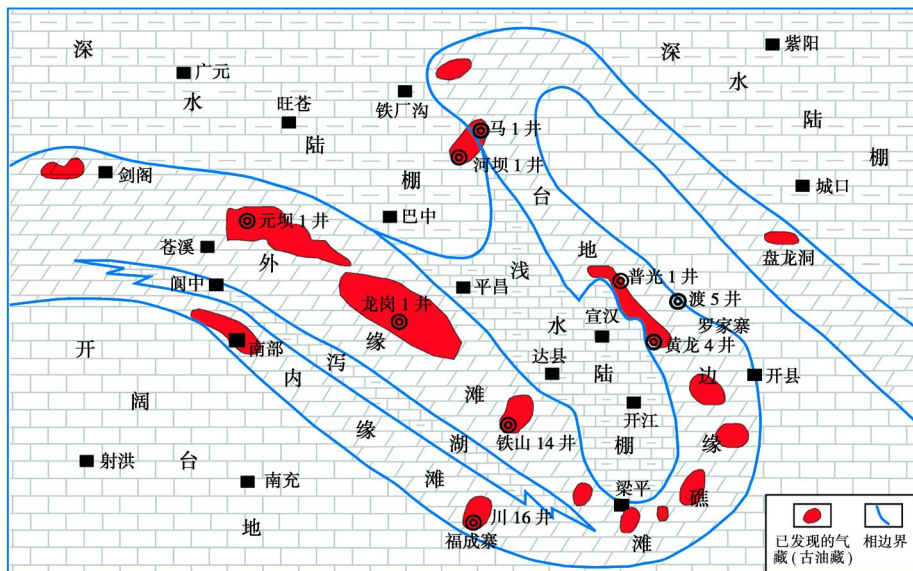 深水陆棚
深水陆棚
紫阳
广元
旺苍
铁厂沟
马 1 井
河坝 1 井
剑阁
城口
元坝 1 井
巴中
苍溪
盘龙洞
阆中
平昌
普光 1 井
渡 5 井
龙岗 1 井
宣汉
罗家寨
黄龙 4 井
南部
达县
开县
开江
铁山 14 井
射洪
南充
梁平
川 16 井
福成寨
台地边缘礁滩
浅水陆棚
外缘滩
泻湖
内缘滩
开阔台地
已发现的气
藏(古油藏)
相边界